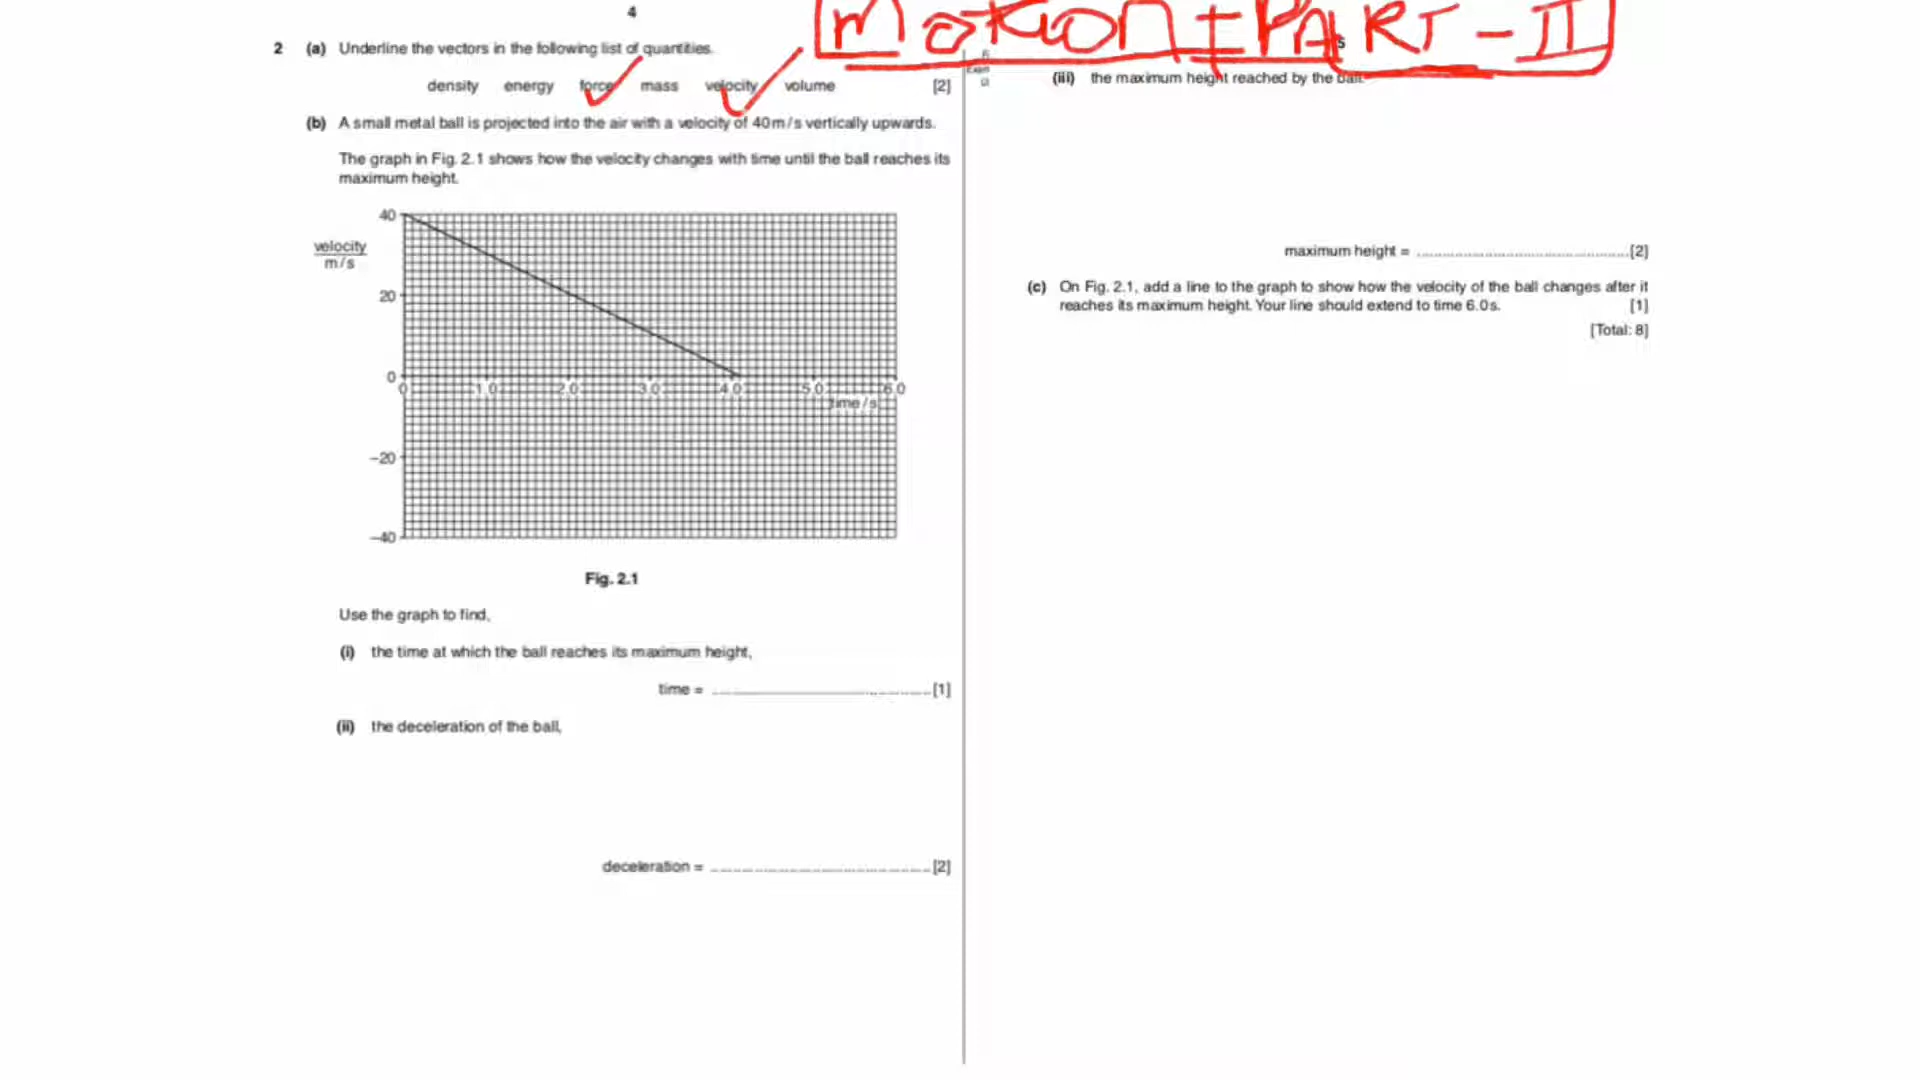 4
MOtION + PART - II
2 (a) Underline the vectors in the following list of quantities.
density energy force mass velocity volume [2]
(b) A small metal ball is projected into the air with a velocity of 40 m/s vertically upwards.
The graph in Fig. 2.1 shows how the velocity changes with time until the ball reaches its
maximum height.
velocity
m/s
40
20
0
–20
–40
0 1.0 2.0 3.0 4.0 5.0 6.0
time/s
Fig. 2.1
Use the graph to find,
(i) the time at which the ball reaches its maximum height,
time = ........................................ [1]
(ii) the deceleration of the ball,
deceleration = ........................................ [2]
5
(iii) the maximum height reached by the ball.
maximum height = ........................................ [2]
(c) On Fig. 2.1, add a line to the graph to show how the velocity of the ball changes after it
reaches its maximum height. Your line should extend to time 6.0 s. [1]
[Total: 8]